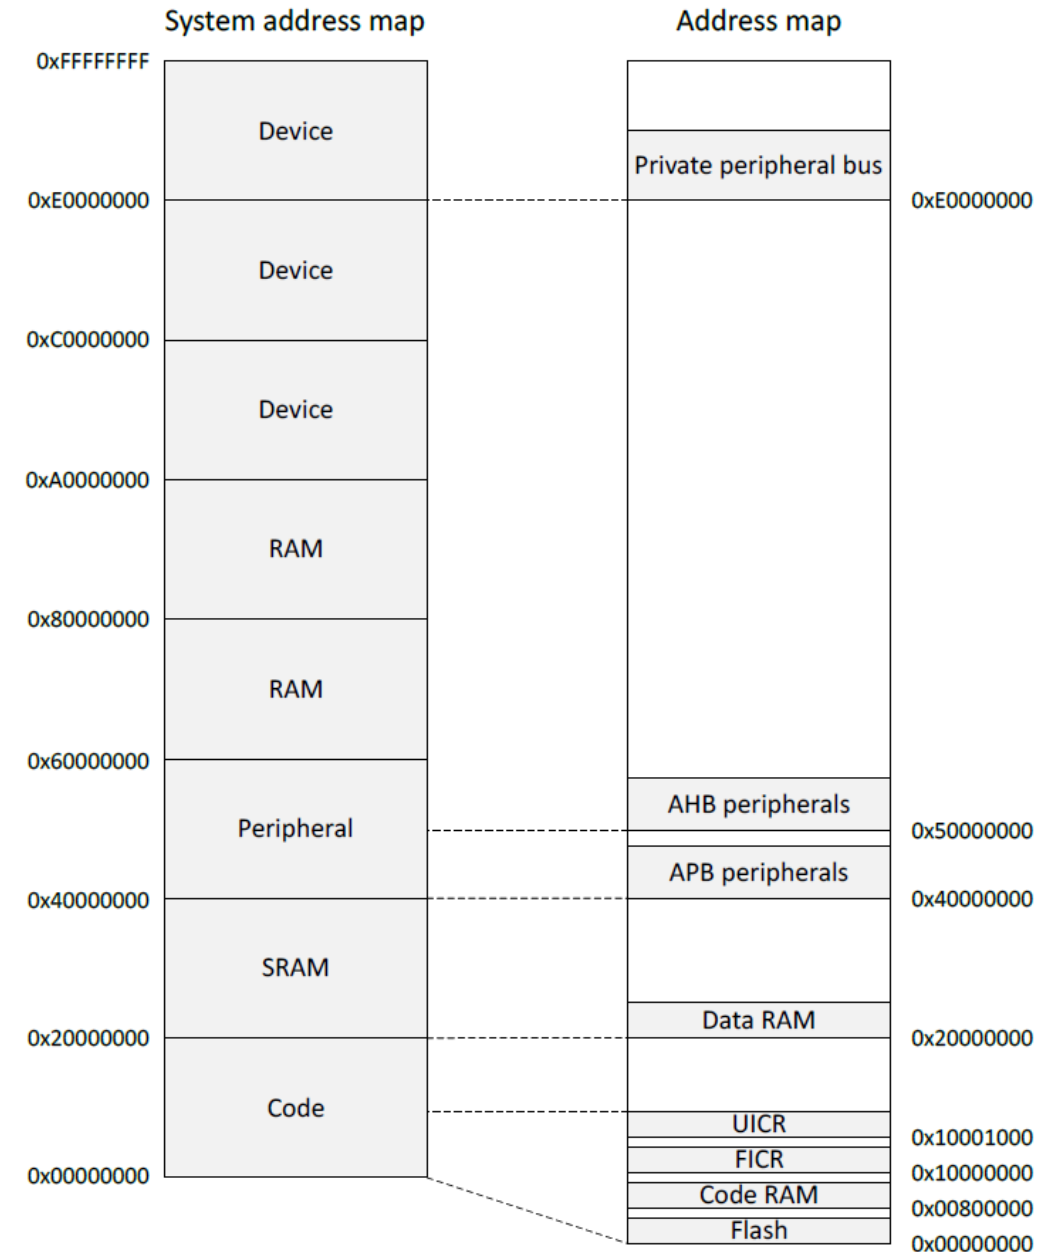 System address map
0xFFFFFFFF
Device
0xE0000000
Device
0xC0000000
Device
0xA0000000
RAM
0x80000000
RAM
0x60000000
Peripheral
0x40000000
SRAM
0x20000000
Code
0x00000000
Address map
Private peripheral bus
0xE0000000
AHB peripherals
0x50000000
APB peripherals
0x40000000
Data RAM
0x20000000
UICR
0x10001000
FICR
0x10000000
Code RAM
0x00800000
Flash
0x00000000